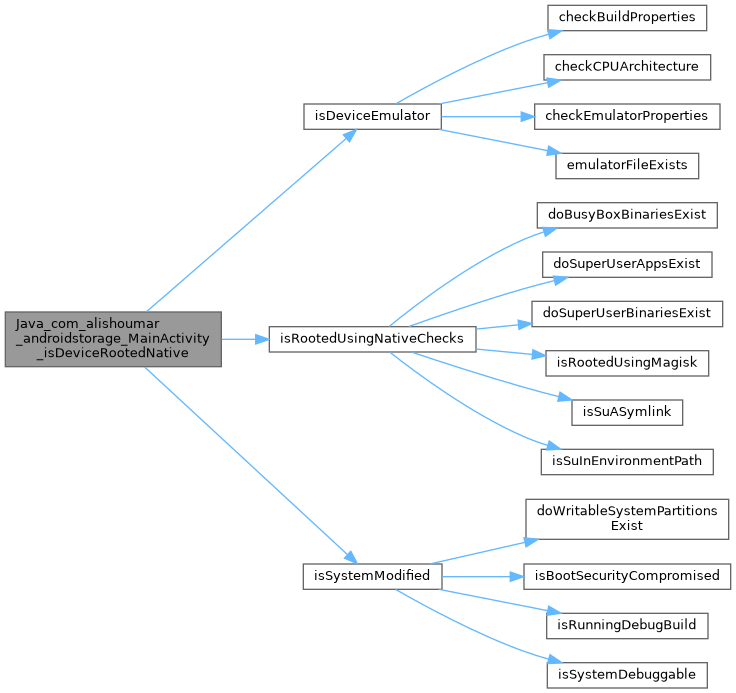 checkBuildProperties
checkCPUArchitecture
isDeviceEmulator
checkEmulatorProperties
emulatorFileExists
doBusyBoxBinariesExist
doSuperUserAppsExist
doSuperUserBinariesExist
Java_com_alishoumar
_androidstorage_MainActivity
_isDeviceRootedNative
isRootedUsingNativeChecks
isRootedUsingMagisk
isSuASymlink
isSuInEnvironmentPath
doWritableSystemPartitions
Exist
isSystemModified
isBootSecurityCompromised
isRunningDebugBuild
isSystemDebuggable